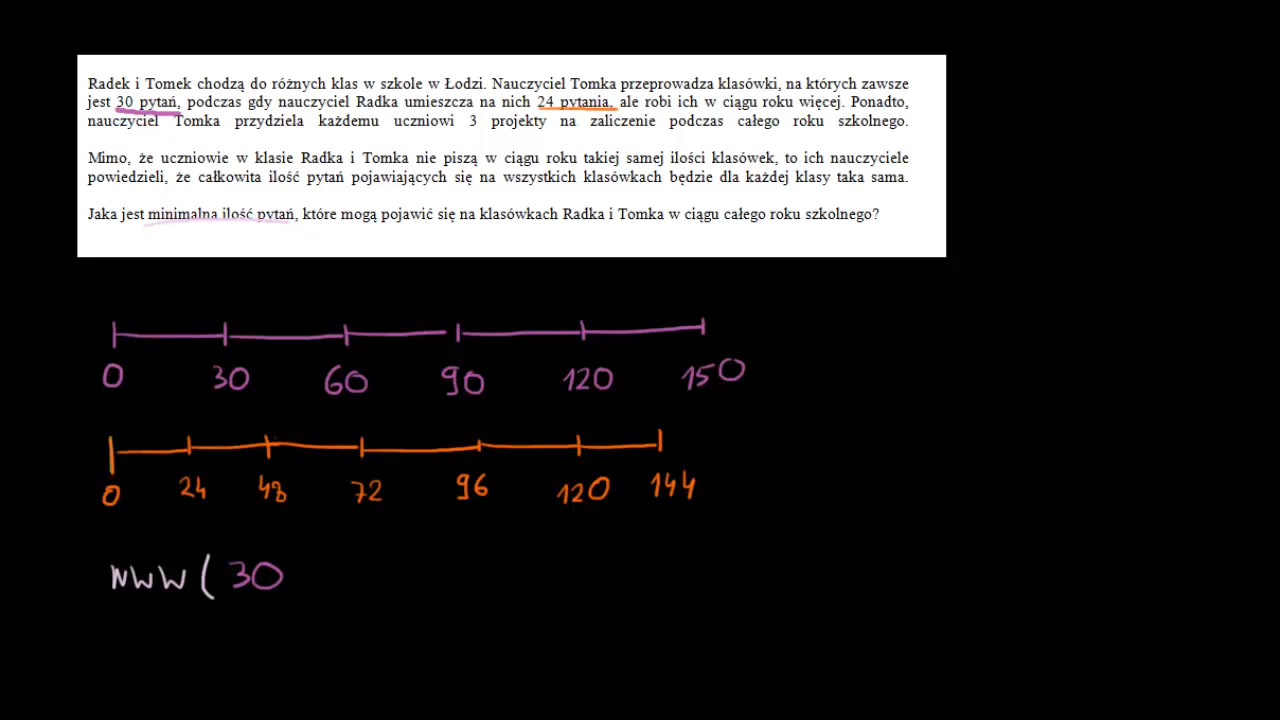 Radek i Tomek chodzą do różnych klas w szkole w Łodzi. Nauczyciel Tomka przeprowadza klasówki, na których zawsze
jest 30 pytań, podczas gdy nauczyciel Radka umieszcza na nich 24 pytania, ale robi ich w ciągu roku więcej. Ponadto,
nauczyciel Tomka przydziela każdemu uczniowi 3 projekty na zaliczenie podczas całego roku szkolnego.
Mimo, że uczniowie w klasie Radka i Tomka nie piszą w ciągu roku takiej samej ilości klasówek, to ich nauczyciele
powiedzieli, że całkowita ilość pytań pojawiających się na wszystkich klasówkach będzie dla każdej klasy taka sama.
Jaka jest minimalna ilość pytań, które mogą pojawić się na klasówkach Radka i Tomka w ciągu całego roku szkolnego?
0 30 60 90 120 150
0 24 48 72 96 120 144
NWW ( 30